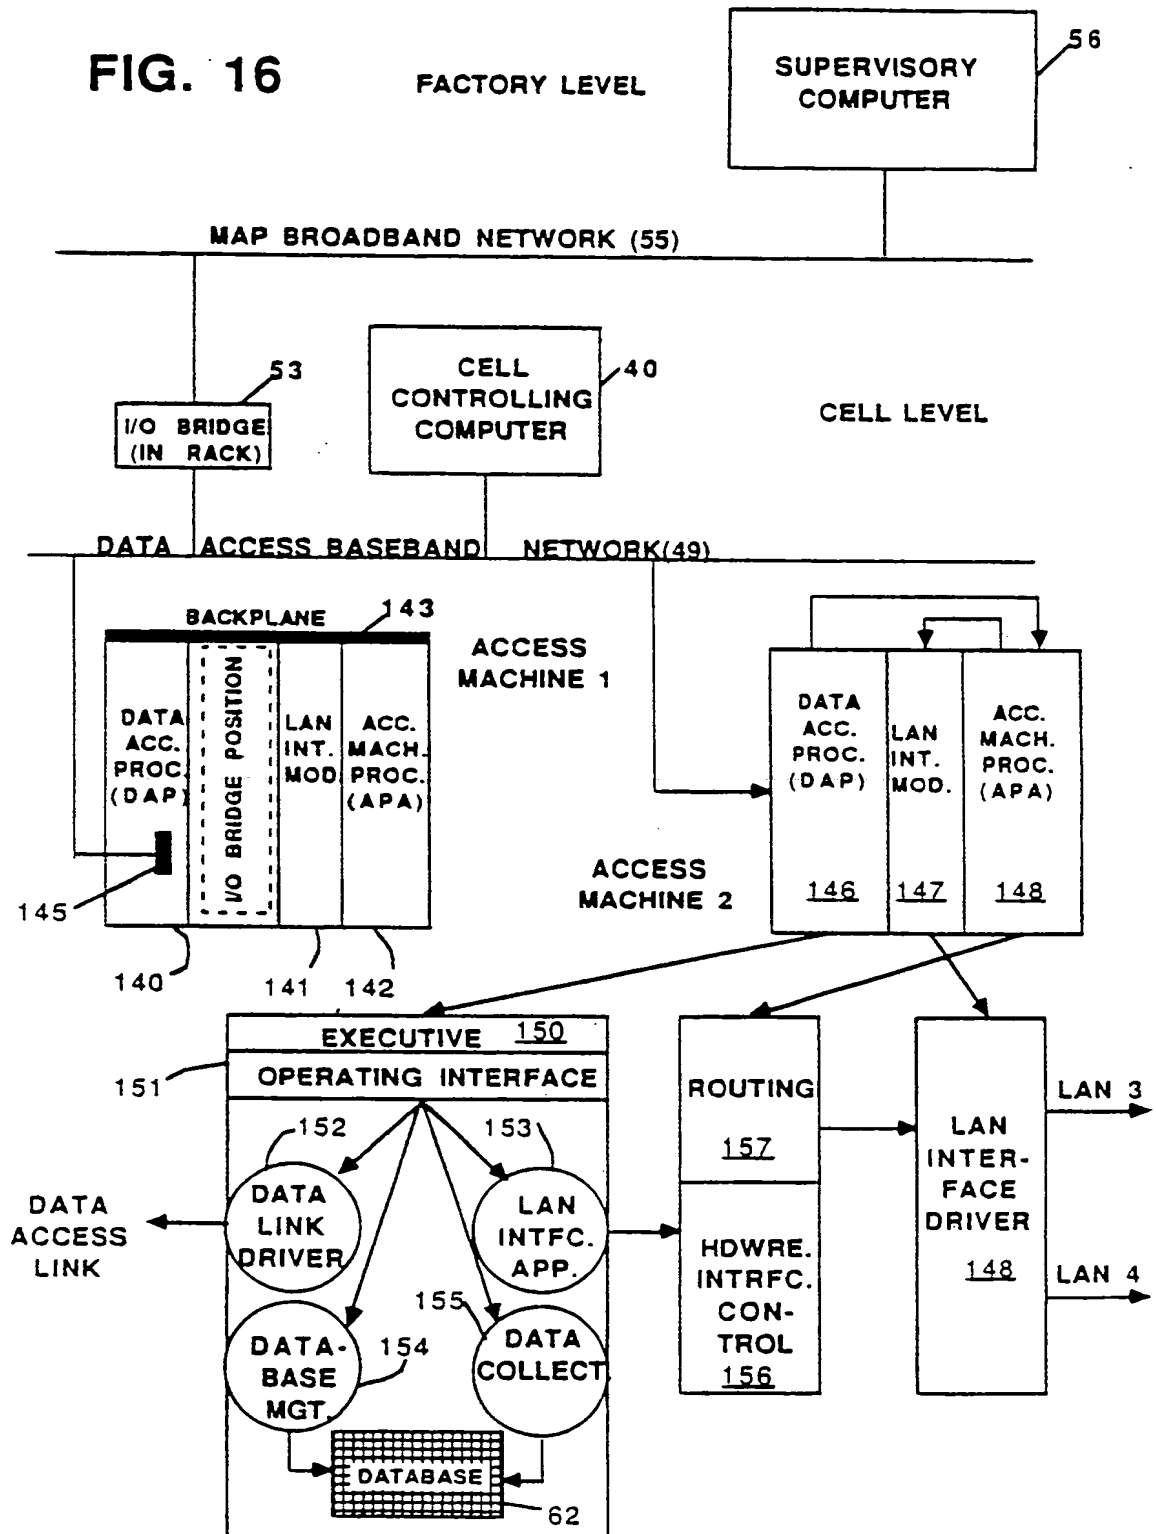 FIG. 16
FACTORY LEVEL
SUPERVISORY
COMPUTER
56
MAP BROADBAND NETWORK (55)
53
I/O BRIDGE
(IN RACK)
CELL
CONTROLLING
COMPUTER
40
CELL LEVEL
DATA ACCESS BASEBAND NETWORK(49)
BACKPLANE
143
ACCESS
MACHINE 1
DATA
ACC.
PROC.
(DAP)
I/O BRIDGE POSITION
LAN
INT.
MOD.
ACC.
MACH.
PROC.
(APA)
145
140
141
142
DATA
ACC.
PROC.
(DAP)
146
LAN
INT.
MOD.
147
ACC.
MACH.
PROC.
(APA)
148
ACCESS
MACHINE 2
EXECUTIVE 150
151
OPERATING INTERFACE
152
153
DATA
LINK
DRIVER
LAN
INTFC.
APP.
DATA
ACCESS
LINK
DATA-
BASE
MGT.
154
155
DATA
COLLECT
DATABASE
62
ROUTING
157
HDWRE.
INTRFC.
CON-
TROL
156
LAN
INTER-
FACE
DRIVER
148
LAN 3
LAN 4